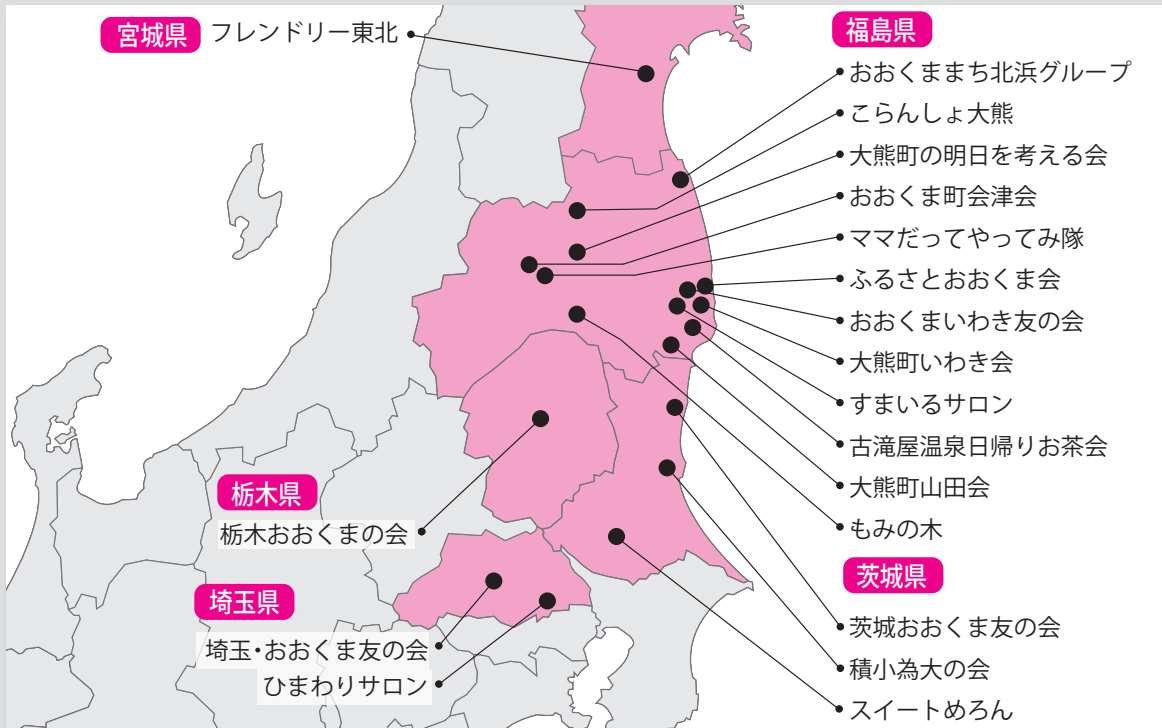 宮城県
フレンドリー東北
福島県
おおくままち北浜グループ
こらんしょ大熊
大熊町の明日を考える会
おおくま町会津会
ママだってやってみ隊
ふるさとおおくま会
おおくまいわき友の会
大熊町いわき会
すまいるサロン
古滝屋温泉日帰りお茶会
大熊町山田会
もみの木
茨城県
茨城おおくま友の会
積小為大の会
スイートめろん
栃木県
栃木おおくまの会
埼玉県
埼玉・おおくま友の会
ひまわりサロン